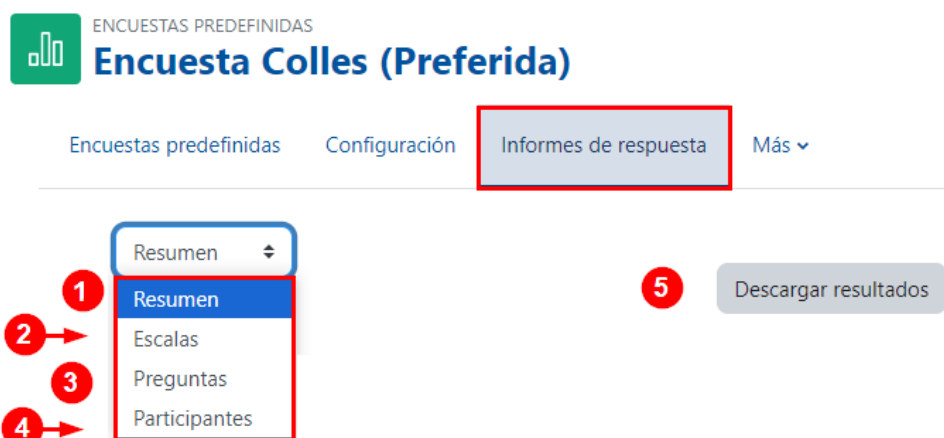 ENCUESTAS PREDEFINIDAS
Encuesta Colles (Preferida)
Encuestas predefinidas Configuración Informes de respuesta Más
Resumen
1 Resumen
5 Descargar resultados
2 Escalas
3 Preguntas
4 Participantes